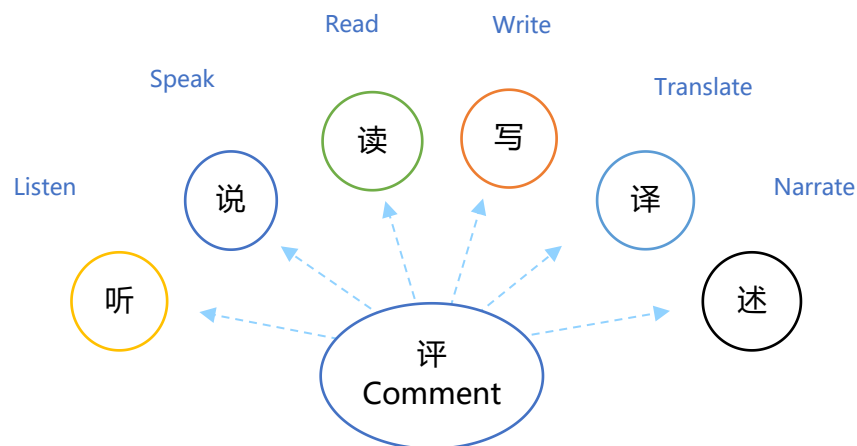 Read
Write
Speak
Translate
读
写
Listen
说
译
Narrate
听
述
评
Comment